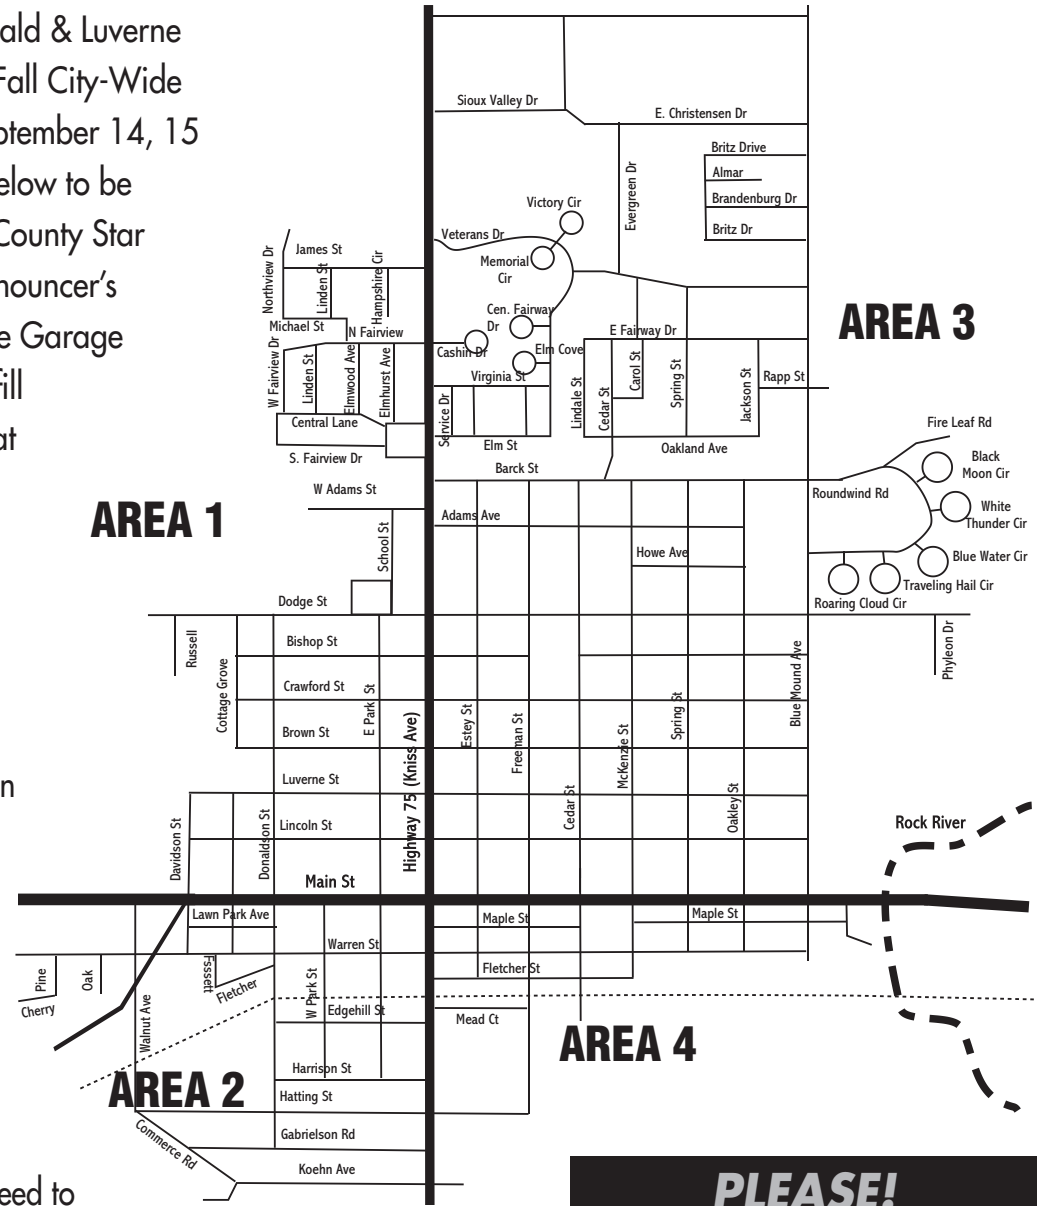 ald & Luverne
Fall City-Wide
ptember 14, 15
elow to be
County Star
nouncer's
e Garage
fill
at
n
eed to
Sioux Valley Dr
E. Christensen Dr
Britz Drive
Almar
Brandenburg Dr
Britz Dr
Evergreen Dr
Victory Cir
Veterans Dr
Memorial
Cir
James St
Northview Dr
Linden St
Hampshire Cir
Michael St
N Fairview
Cen. Fairway
Dr
E Fairway Dr
AREA 3
Cashin Dr
Elm Cove
W Fairview Dr
Linden St
Elmwood Ave
Elmhurst Ave
Virginia St
Service Dr
Lindale St
Cedar St
Carol St
Spring St
Jackson St
Rapp St
Central Lane
S. Fairview Dr
Elm St
Oakland Ave
Fire Leaf Rd
Black
Moon Cir
Barck St
W Adams St
Roundwind Rd
White
Thunder Cir
AREA 1
Adams Ave
School St
Howe Ave
Blue Water Cir
Traveling Hail Cir
Roaring Cloud Cir
Dodge St
Russell
Bishop St
Cottage Grove
Crawford St
E Park St
Brown St
Highway 75 (Kniss Ave)
Estey St
Freeman St
McKenzie St
Spring St
Blue Mound Ave
Phyleon Dr
Luverne St
Cedar St
Oakley St
Davidson St
Donaldson St
Lincoln St
Rock River
Main St
Lawn Park Ave
Maple St
Maple St
Warren St
Pine
Oak
Fsssett
Fletcher
Fletcher St
Cherry
Walnut Ave
W Park St
Edgehill St
Mead Ct
AREA 4
Harrison St
AREA 2
Hatting St
Commerce Rd
Gabrielson Rd
Koehn Ave
PLEASE!